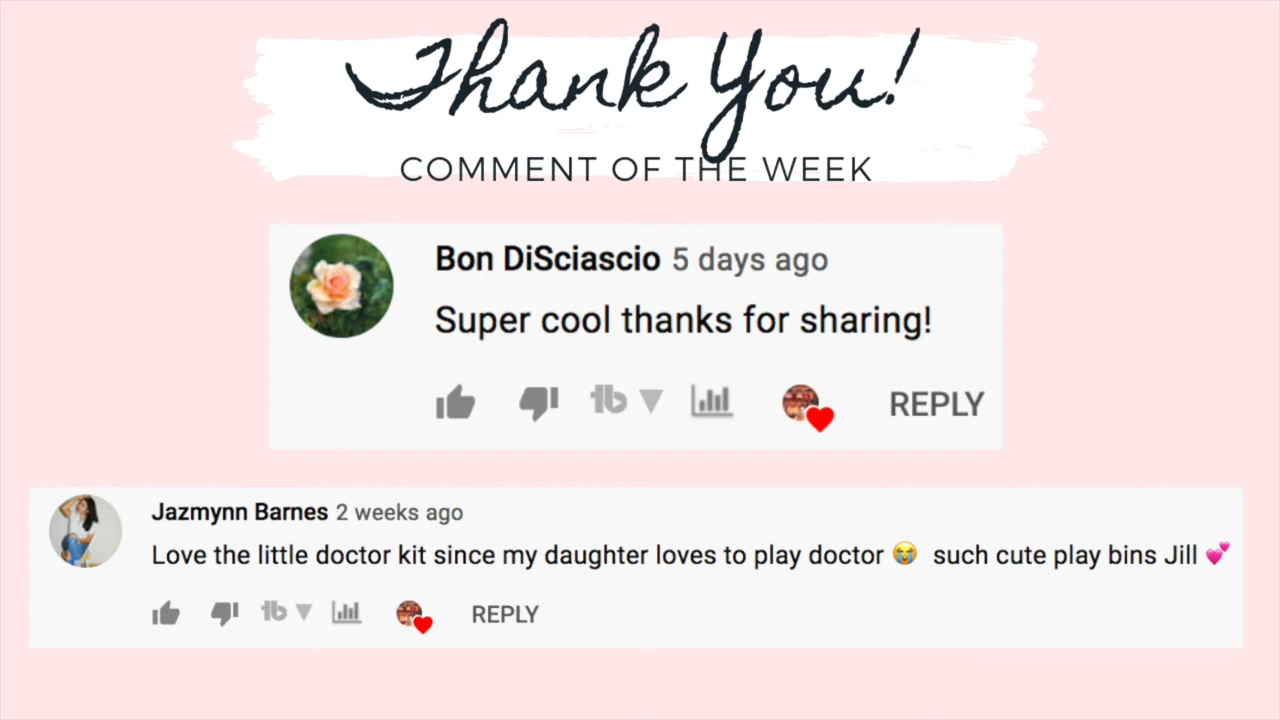 Thank You!
COMMENT OF THE WEEK
Bon DiSciascio 5 days ago
Super cool thanks for sharing!
REPLY
Jazmynn Barnes 2 weeks ago
Love the little doctor kit since my daughter loves to play doctor 😭 such cute play bins Jill 💕
REPLY